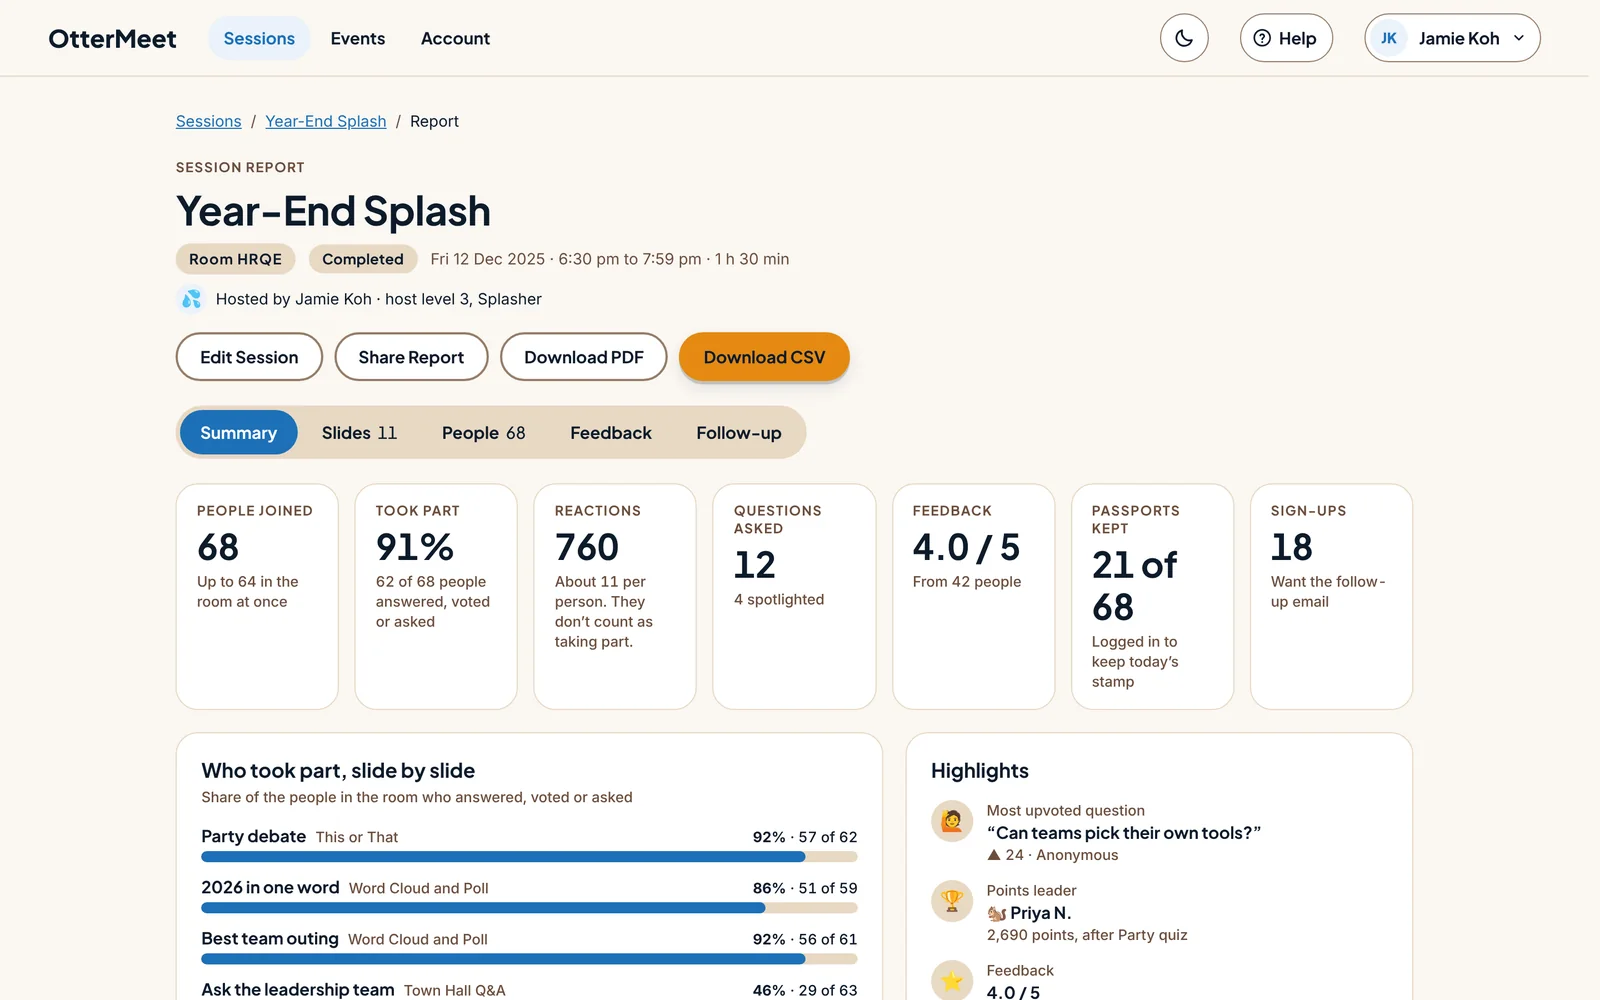 OtterMeet
Sessions
Events
Account
Help
JK
Jamie Koh
Sessions / Year-End Splash / Report
SESSION REPORT
Year-End Splash
Room HRQE
Completed
Fri 12 Dec 2025 · 6:30 pm to 7:59 pm · 1 h 30 min
Hosted by Jamie Koh · host level 3, Splasher
Edit Session
Share Report
Download PDF
Download CSV
Summary
Slides 11
People 68
Feedback
Follow-up
PEOPLE JOINED
68
Up to 64 in the
room at once
TOOK PART
91%
62 of 68 people
answered, voted
or asked
REACTIONS
760
About 11 per
person. They
don’t count as
taking part.
QUESTIONS
ASKED
12
4 spotlighted
FEEDBACK
4.0 / 5
From 42 people
PASSPORTS
KEPT
21 of
68
Logged in to
keep today’s
stamp
SIGN-UPS
18
Want the follow-
up email
Who took part, slide by slide
Share of the people in the room who answered, voted or asked
Party debate This or That 92% · 57 of 62
2026 in one word Word Cloud and Poll 86% · 51 of 59
Best team outing Word Cloud and Poll 92% · 56 of 61
Ask the leadership team Town Hall Q&A 46% · 29 of 63
Highlights
Most upvoted question
“Can teams pick their own tools?”
▲ 24 · Anonymous
Points leader
🐿️ Priya N.
2,690 points, after Party quiz
Feedback
4.0 / 5